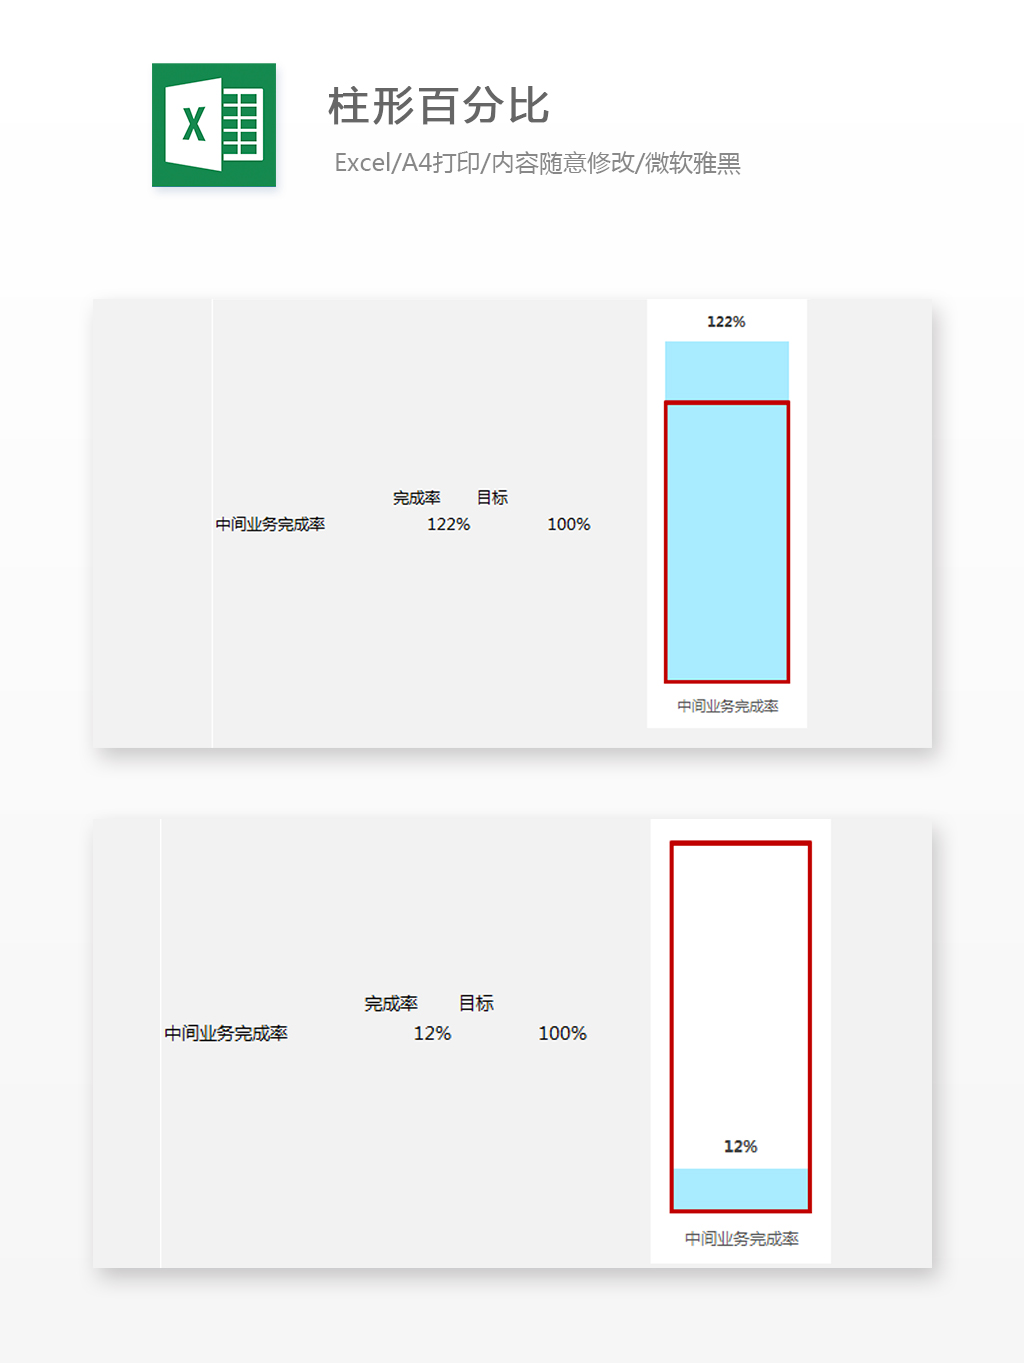 X
柱形百分比
Excel/A4打印/内容随意修改/微软雅黑
122%
完成率 目标
中间业务完成率 122% 100%
中间业务完成率
完成率 目标
中间业务完成率 12% 100%
12%
中间业务完成率